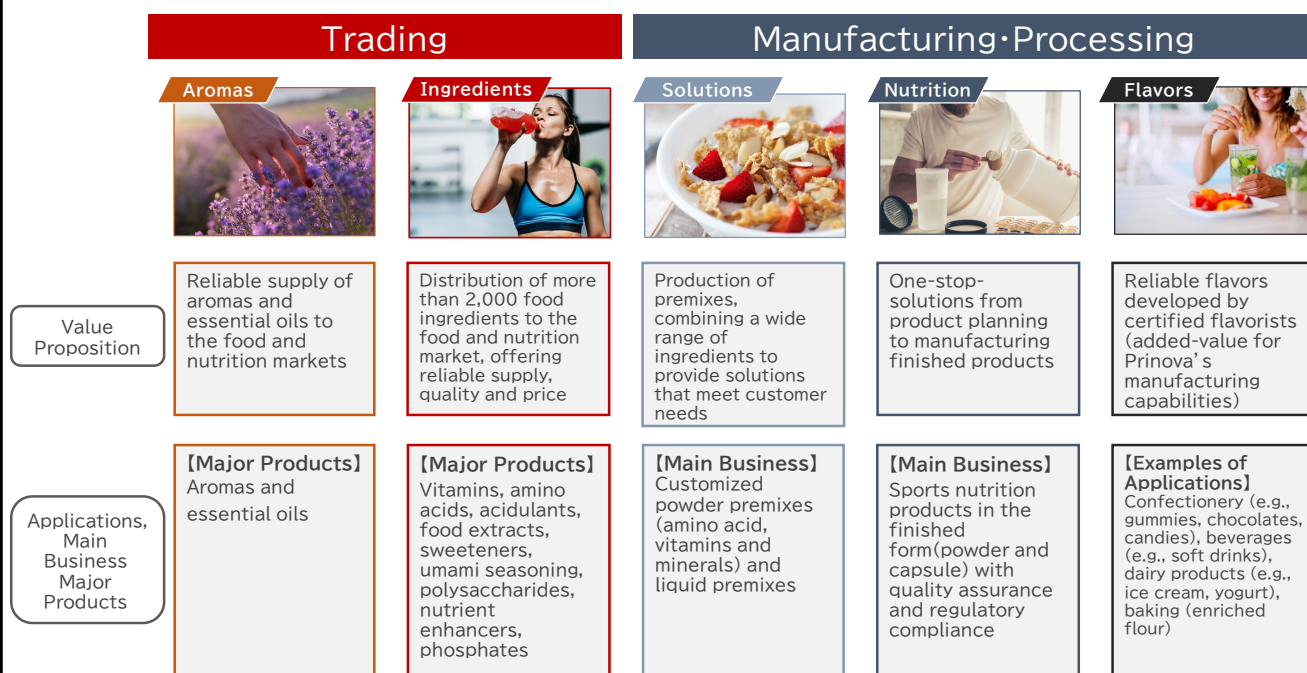 Trading
Manufacturing･Processing
Aromas
Ingredients
Solutions
Nutrition
Flavors
Value
Proposition
Reliable supply of
aromas and
essential oils to
the food and
nutrition markets
Distribution of more
than 2,000 food
ingredients to the
food and nutrition
market, offering
reliable supply,
quality and price
Production of
premixes,
combining a wide
range of
ingredients to
provide solutions
that meet customer
needs
One-stop-
solutions from
product planning
to manufacturing
finished products
Reliable flavors
developed by
certified flavorists
(added-value for
Prinova’s
manufacturing
capabilities)
Applications,
Main
Business
Major
Products
【Major Products】
Aromas and
essential oils
【Major Products】
Vitamins, amino
acids, acidulants,
food extracts,
sweeteners,
umami seasoning,
polysaccharides,
nutrient
enhancers,
phosphates
【Main Business】
Customized
powder premixes
(amino acid,
vitamins and
minerals) and
liquid premixes
【Main Business】
Sports nutrition
products in the
finished
form(powder and
capsule) with
quality assurance
and regulatory
compliance
【Examples of
Applications】
Confectionery (e.g.,
gummies, chocolates,
candies), beverages
(e.g., soft drinks),
dairy products (e.g.,
ice cream, yogurt),
baking (enriched
flour)